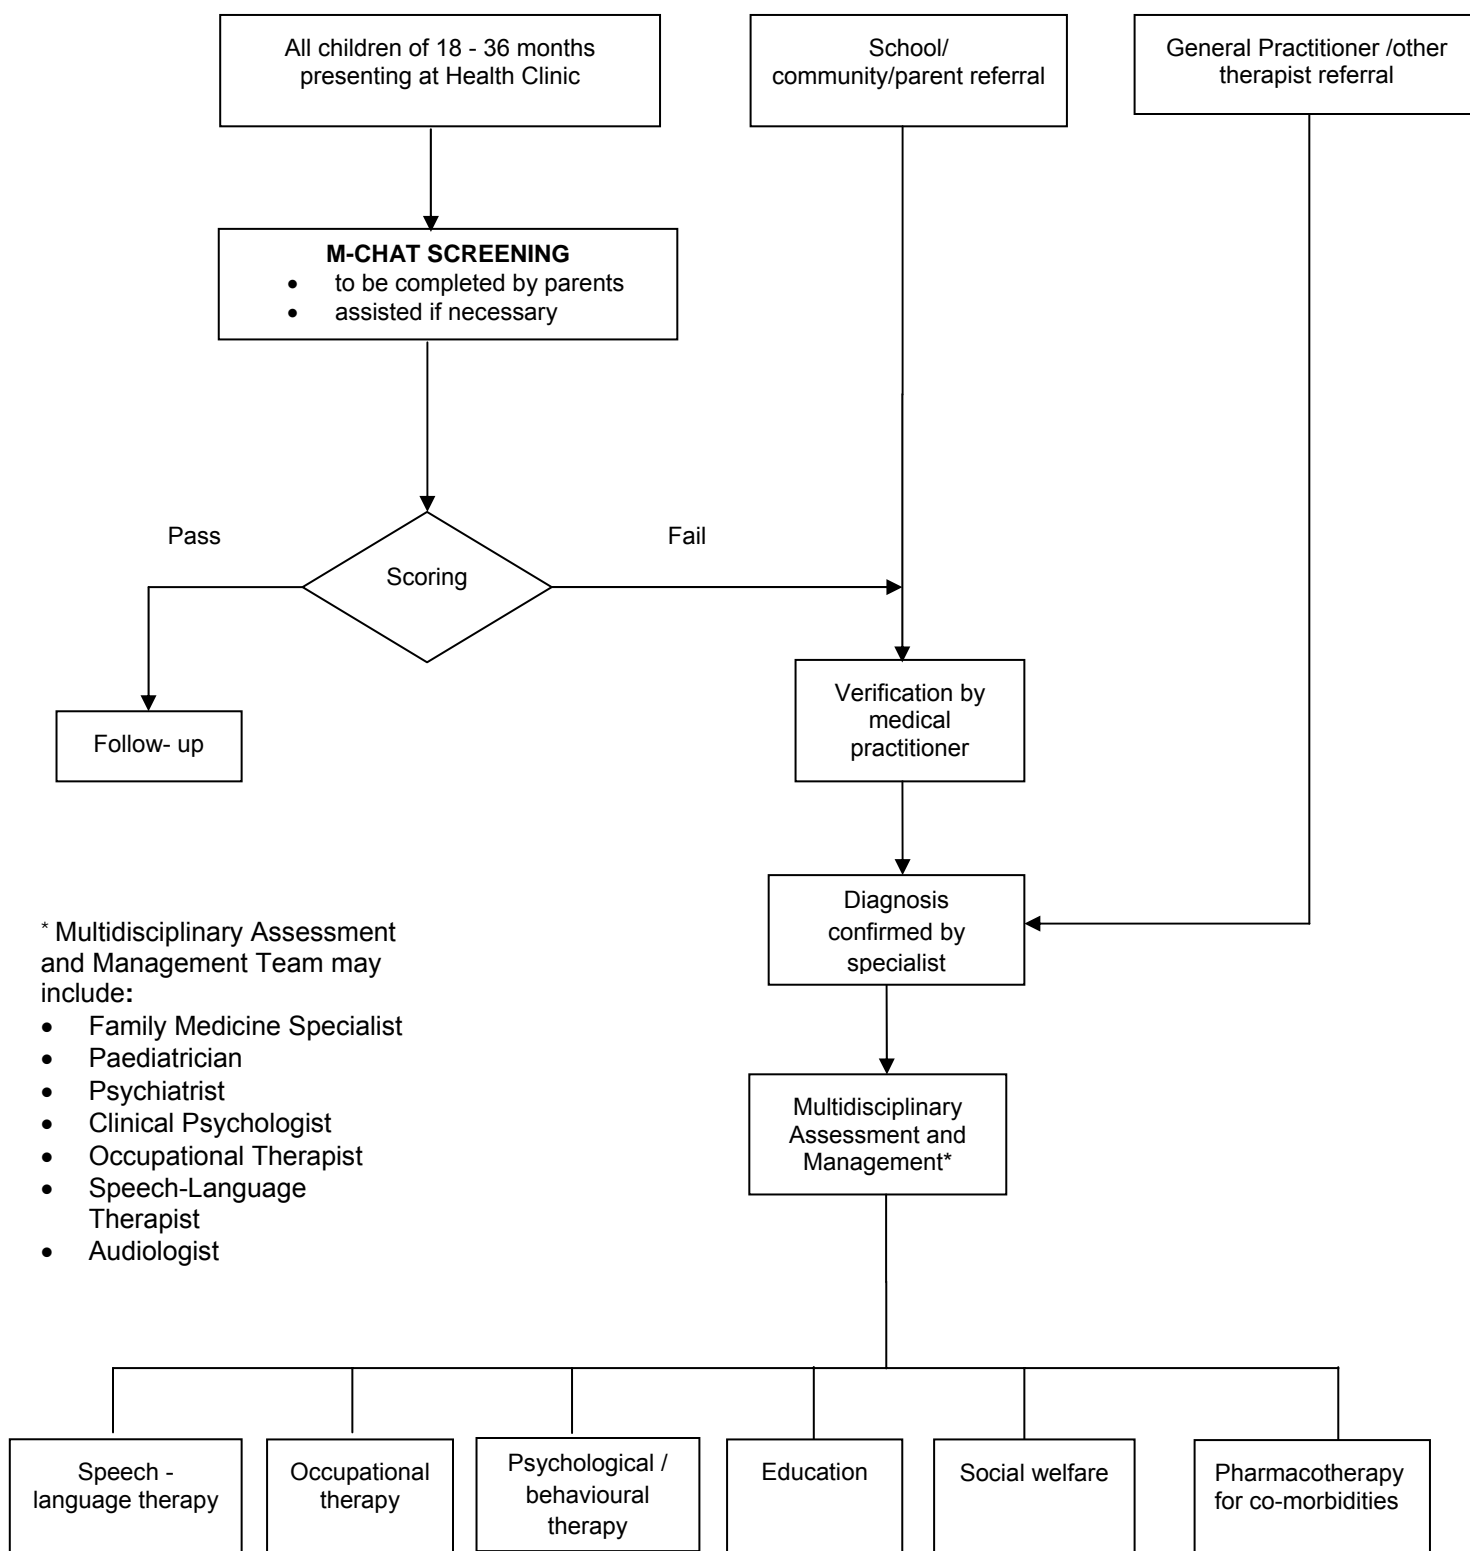 All children of 18 - 36 months
presenting at Health Clinic
School/
community/parent referral
General Practitioner /other
therapist referral
M-CHAT SCREENING
• to be completed by parents
• assisted if necessary
Pass
Fail
Scoring
Follow- up
Verification by
medical
practitioner
Diagnosis
confirmed by
specialist
* Multidisciplinary Assessment
and Management Team may
include:
• Family Medicine Specialist
• Paediatrician
• Psychiatrist
• Clinical Psychologist
• Occupational Therapist
• Speech-Language
Therapist
• Audiologist
Multidisciplinary
Assessment and
Management*
Speech -
language therapy
Occupational
therapy
Psychological /
behavioural
therapy
Education
Social welfare
Pharmacotherapy
for co-morbidities